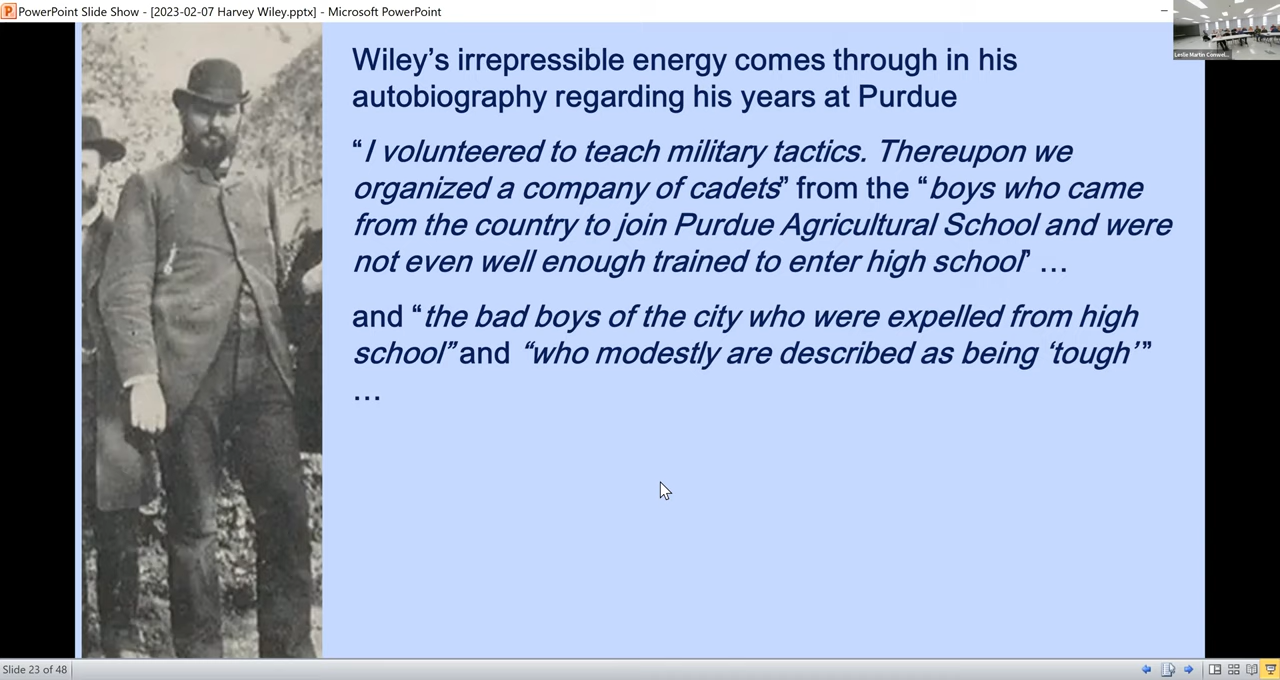 PowerPoint Slide Show - [2023-02-07 Harvey Wiley.pptx] - Microsoft PowerPoint
Leslie Martin Conwel...
Wiley’s irrepressible energy comes through in his
autobiography regarding his years at Purdue
“I volunteered to teach military tactics. Thereupon we
organized a company of cadets” from the “boys who came
from the country to join Purdue Agricultural School and were
not even well enough trained to enter high school” …
and “the bad boys of the city who were expelled from high
school” and “who modestly are described as being ‘tough’”
…
Slide 23 of 48